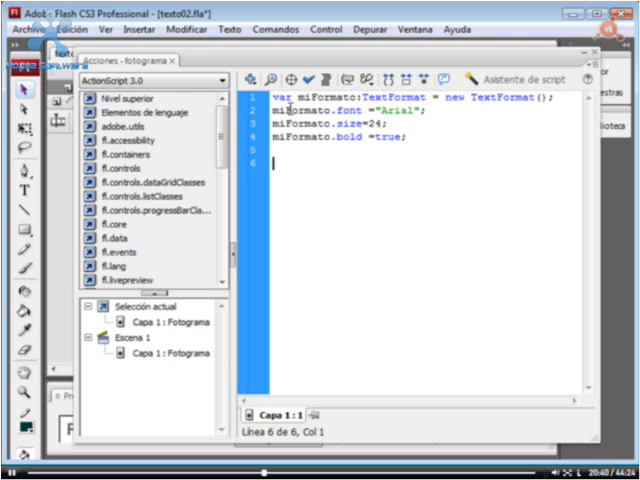 Adobe Flash CS3 Professional - [texto02.fla*]
Archivo Edición Ver Insertar Modificar Texto Comandos Control Depurar Ventana Ayuda
Acciones - fotograma
ActionScript 3.0
Asistente de script
Nivel superior
Elementos de lenguaje
adobe.utils
fl.accessibility
fl.containers
fl.controls
fl.controls.dataGridClasses
fl.controls.listClasses
fl.controls.progressBarCla...
fl.core
fl.data
fl.events
fl.lang
fl.livepreview
1 var miFormato:TextFormat = new TextFormat();
2 miFormato.font ="Arial";
3 miFormato.size=24;
4 miFormato.bold =true;
5
6
Selección actual
Capa 1 : Fotograma
Escena 1
Capa 1 : Fotograma
Capa 1 : 1
Línea 6 de 6, Col 1
20:40 / 44:24